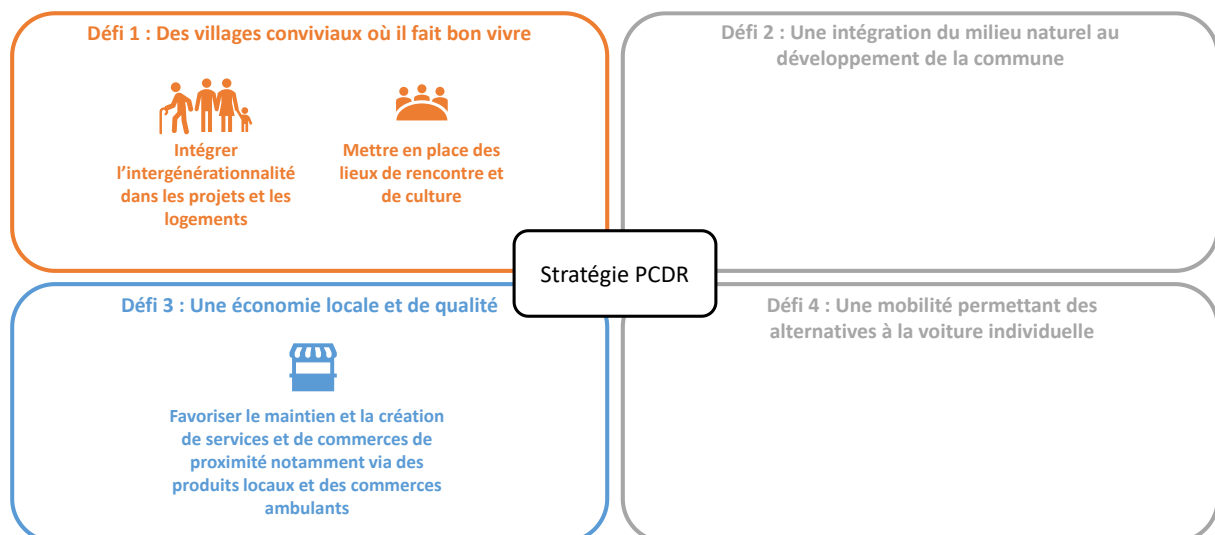 Défi 1 : Des villages conviviaux où il fait bon vivre
Intégrer
l’intergénérationnalité
dans les projets et les
logements
Mettre en place des
lieux de rencontre et
de culture
Défi 2 : Une intégration du milieu naturel au
développement de la commune
Stratégie PCDR
Défi 3 : Une économie locale et de qualité
Favoriser le maintien et la création
de services et de commerces de
proximité notamment via des
produits locaux et des commerces
ambulants
Défi 4 : Une mobilité permettant des
alternatives à la voiture individuelle